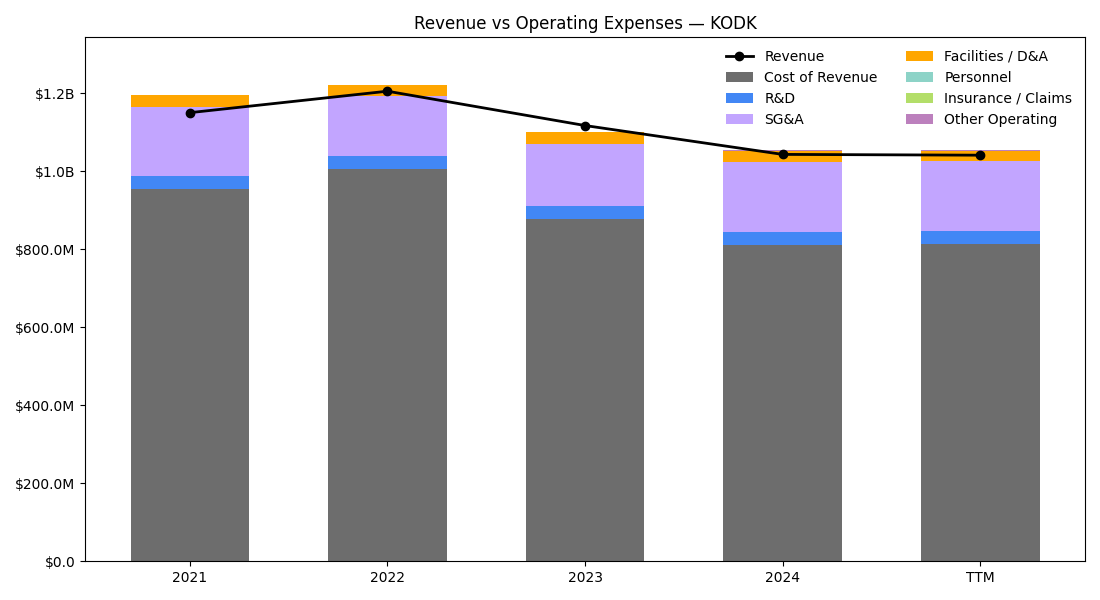 Revenue vs Operating Expenses — KODK
Revenue
Cost of Revenue
R&D
SG&A
Facilities / D&A
Personnel
Insurance / Claims
Other Operating
$1.2B
$1.0B
$800.0M
$600.0M
$400.0M
$200.0M
$0.0
2021 2022 2023 2024 TTM